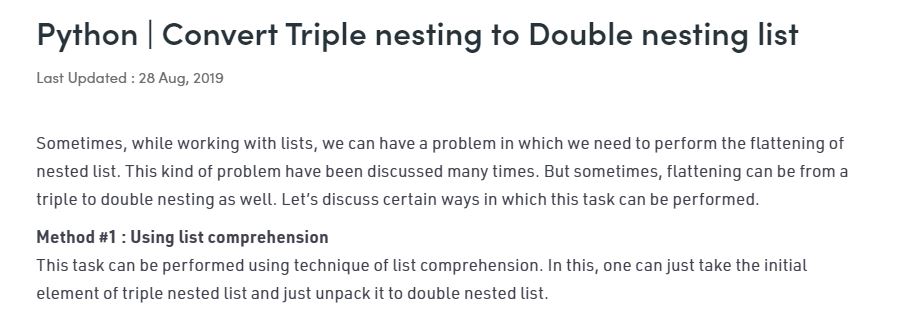 Python | Convert Triple nesting to Double nesting list
Last Updated : 28 Aug, 2019
Sometimes, while working with lists, we can have a problem in which we need to perform the flattening of
nested list. This kind of problem have been discussed many times. But sometimes, flattening can be from a
triple to double nesting as well. Let’s discuss certain ways in which this task can be performed.
Method #1 : Using list comprehension
This task can be performed using technique of list comprehension. In this, one can just take the initial
element of triple nested list and just unpack it to double nested list.